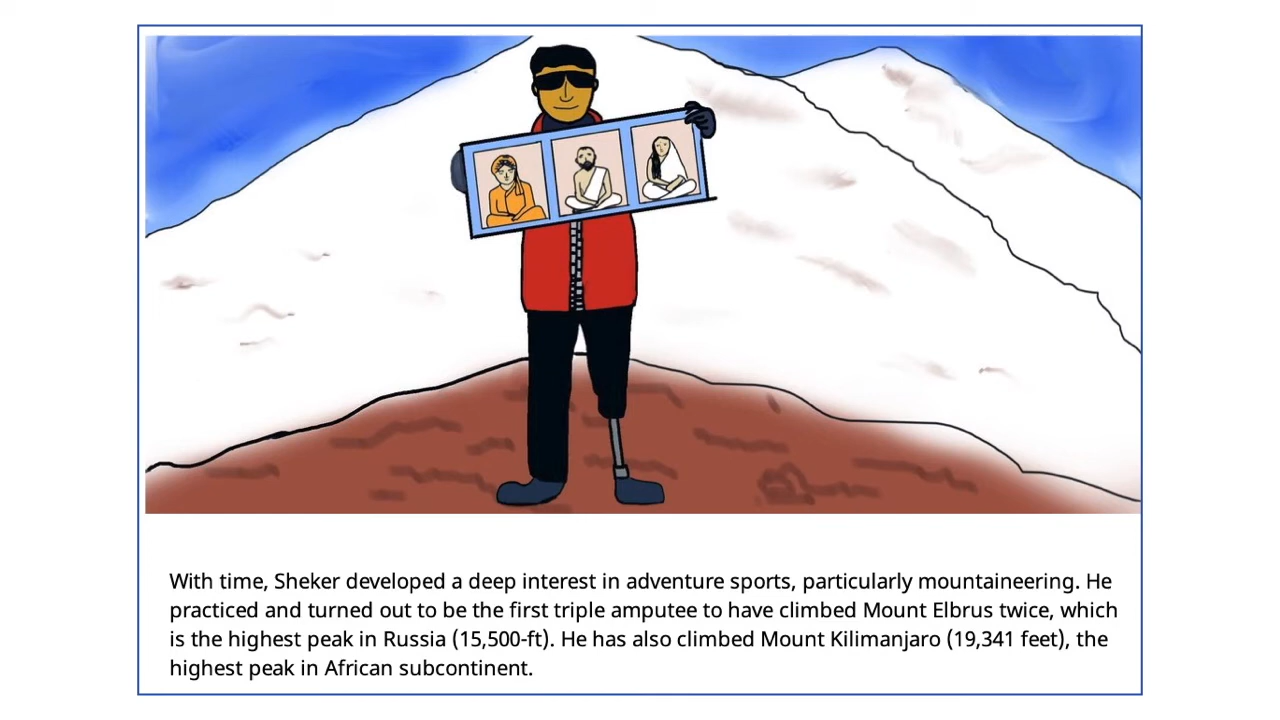 With time, Sheker developed a deep interest in adventure sports, particularly mountaineering. He
practiced and turned out to be the first triple amputee to have climbed Mount Elbrus twice, which
is the highest peak in Russia (15,500-ft). He has also climbed Mount Kilimanjaro (19,341 feet), the
highest peak in African subcontinent.